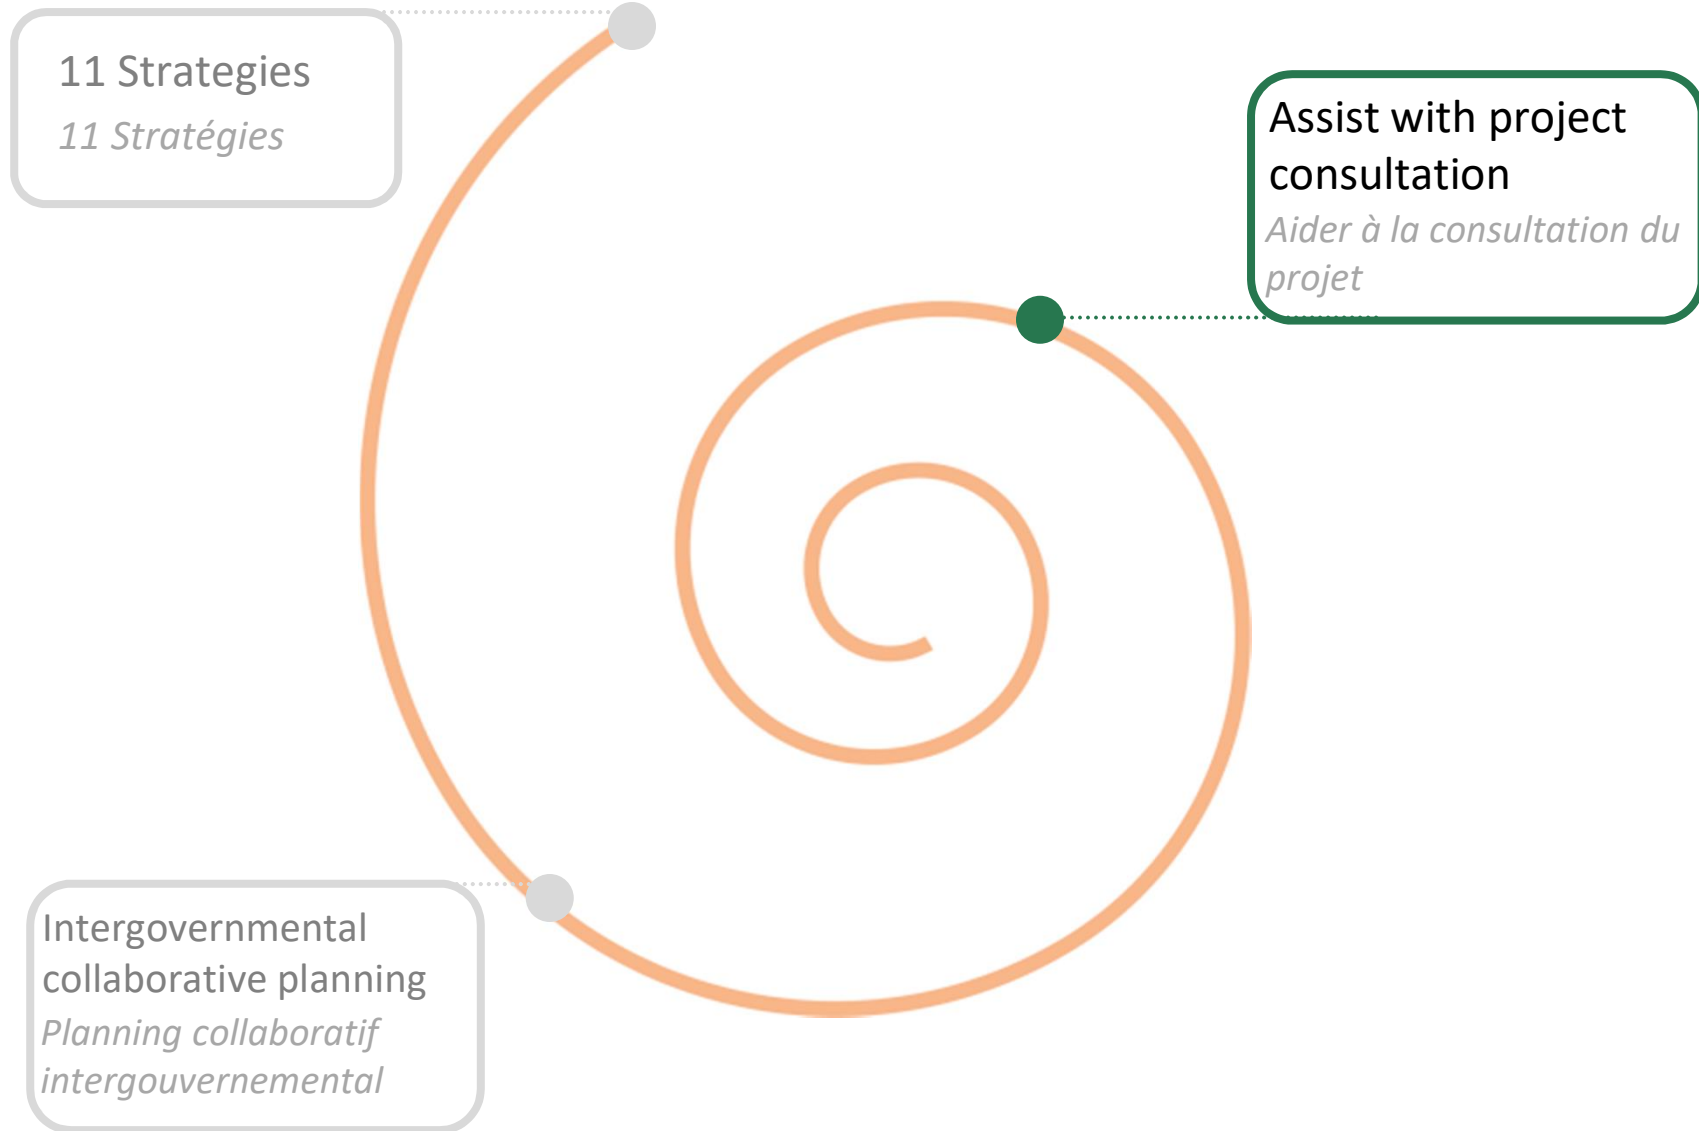 11 Strategies
11 Stratégies
Assist with project
consultation
Aider à la consultation du
projet
Intergovernmental
collaborative planning
Planning collaboratif
intergouvernemental